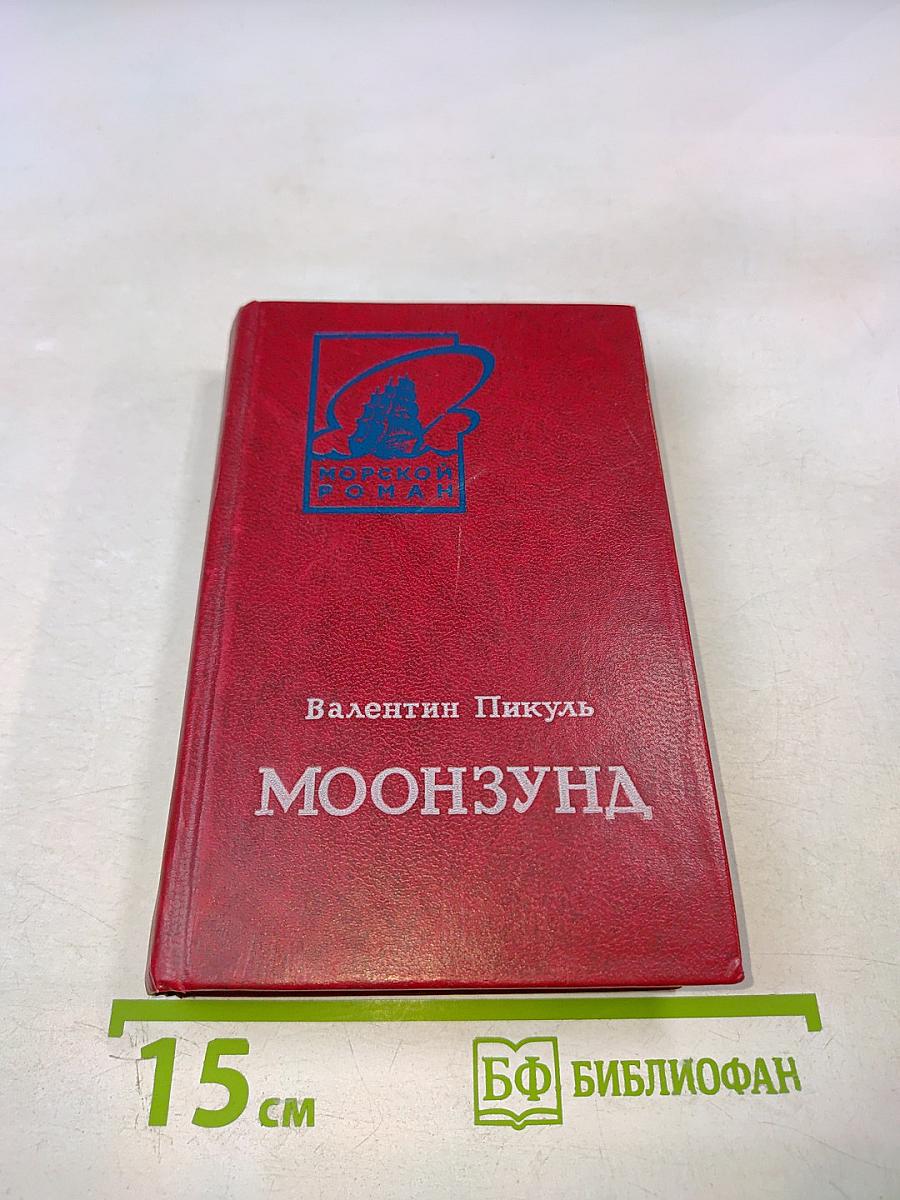 МОРСКОЙ
РОМАН
Валентин Пикуль
МООНЗУНД
15 см
БФ БИБЛИОФАН